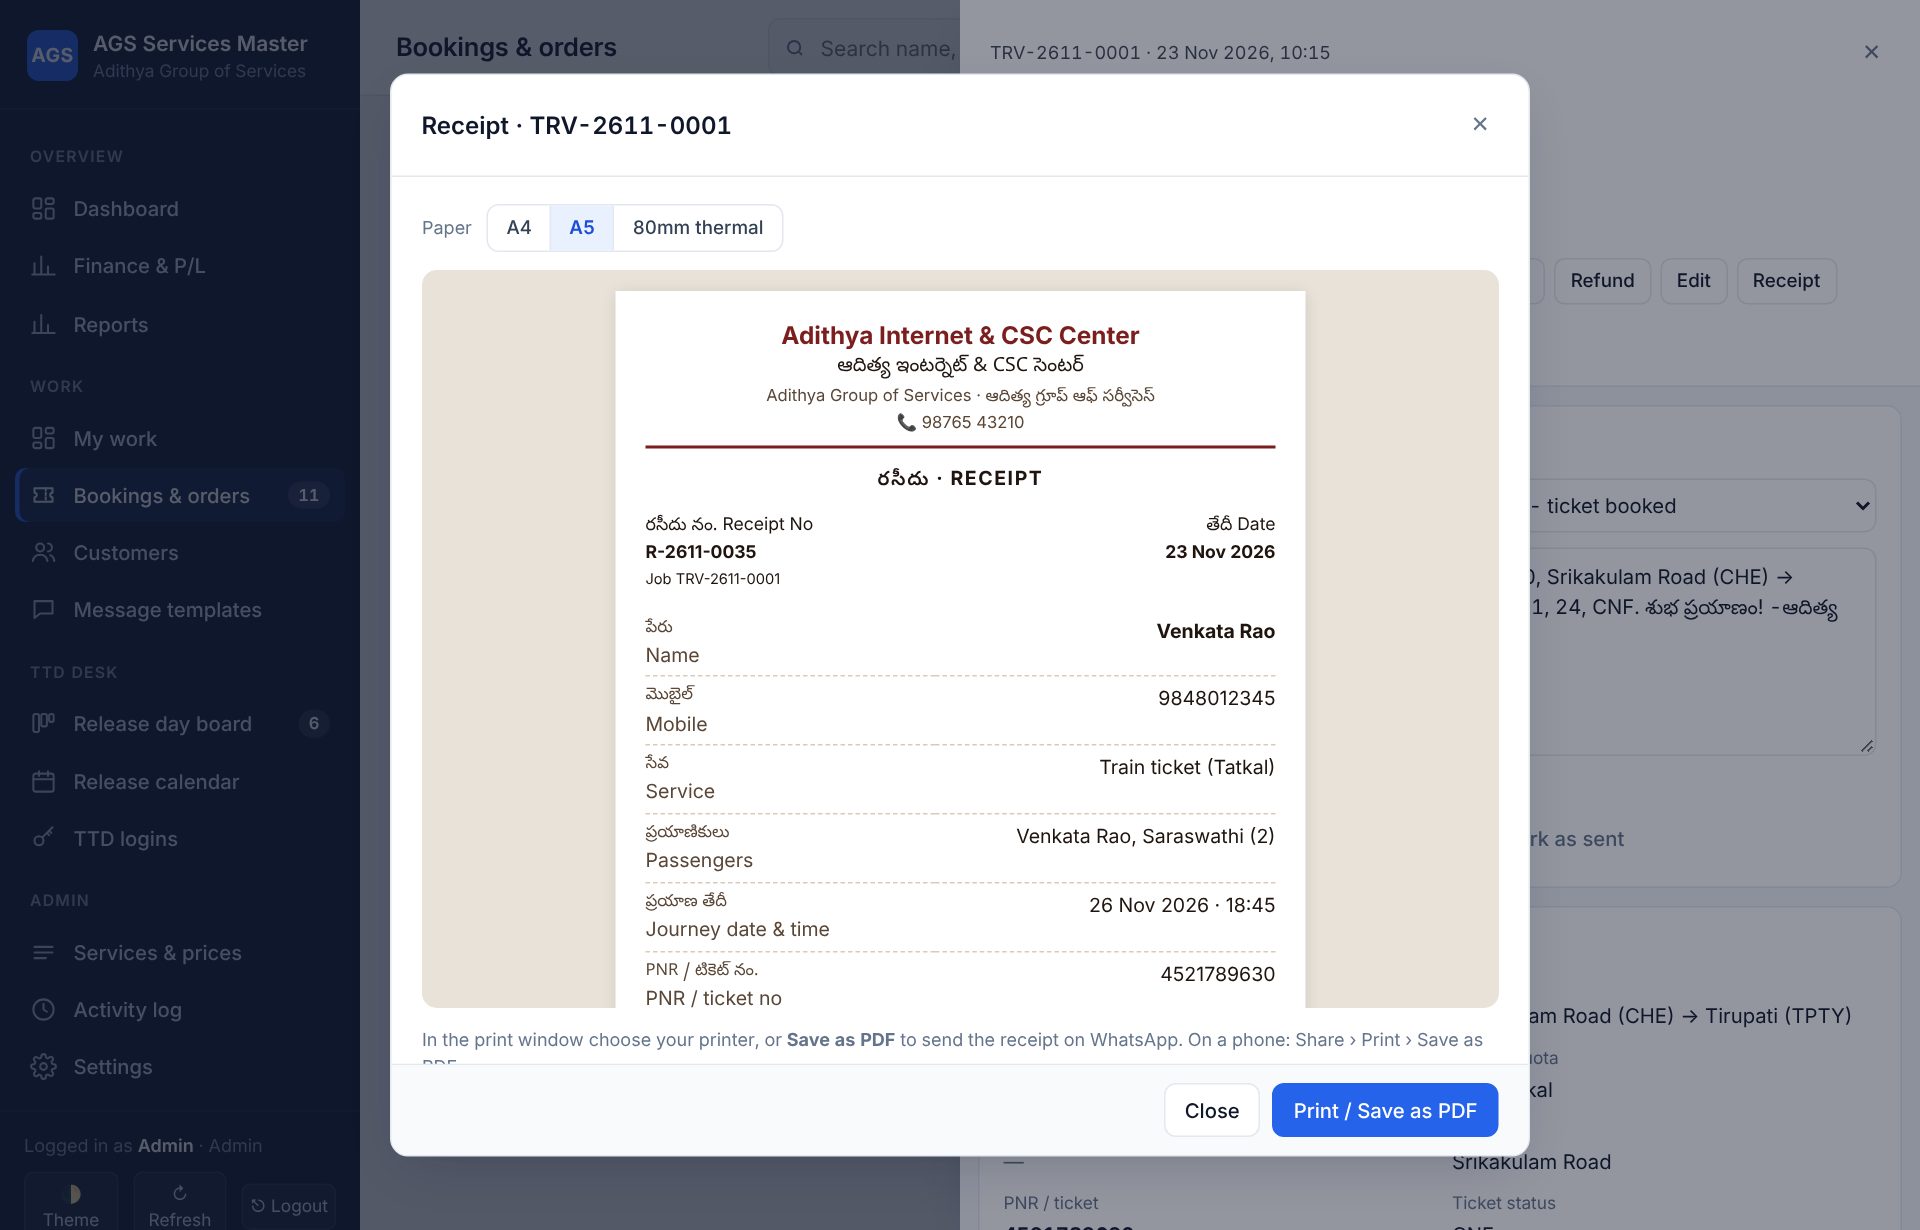 AGS
AGS Services Master
Adithya Group of Services
OVERVIEW
Dashboard
Finance & P/L
Reports
WORK
My work
Bookings & orders 11
Customers
Message templates
TTD DESK
Release day board 6
Release calendar
TTD logins
ADMIN
Services & prices
Activity log
Settings
Logged in as Admin · Admin
Theme
Refresh
Logout
Bookings & orders
Search name,
TRV-2611-0001 · 23 Nov 2026, 10:15
Refund
Edit
Receipt
ticket booked
, Srikakulam Road (CHE) →
1, 24, CNF. శుభ ప్రయాణం! -ఆదిత్య
rk as sent
am Road (CHE) → Tirupati (TPTY)
Srikakulam Road
PNR / ticket
Ticket status
Receipt · TRV-2611-0001
Paper
A4
A5
80mm thermal
Adithya Internet & CSC Center
ఆదిత్య ఇంటర్నెట్ & CSC సెంటర్
Adithya Group of Services · ఆదిత్య గ్రూప్ ఆఫ్ సర్వీసెస్
📞 98765 43210
రసీదు · RECEIPT
రసీదు నం. Receipt No
తేదీ Date
R-2611-0035
23 Nov 2026
Job TRV-2611-0001
పేరు
Name
Venkata Rao
మొబైల్
Mobile
9848012345
సేవ
Service
Train ticket (Tatkal)
ప్రయాణికులు
Passengers
Venkata Rao, Saraswathi (2)
ప్రయాణ తేదీ
Journey date & time
26 Nov 2026 · 18:45
PNR / టికెట్ నం.
PNR / ticket no
4521789630
In the print window choose your printer, or Save as PDF to send the receipt on WhatsApp. On a phone: Share › Print › Save as
PDF
Close
Print / Save as PDF